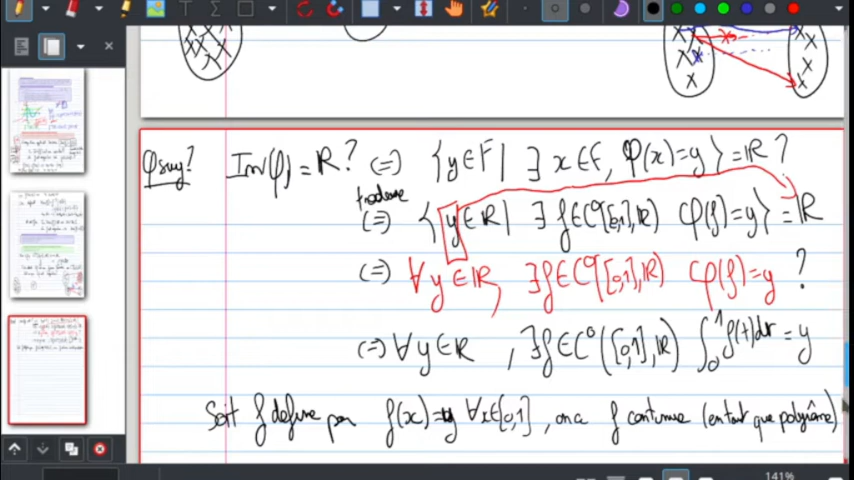 φ surj? Im(φ) = ℝ? (=) {y∈F | ∃ x∈E, φ(x)=y} = ℝ ?
traduire
(=) {y∈ℝ | ∃ f∈C⁰([0,1],ℝ) φ(f)=y} = ℝ
(=) ∀y∈ℝ, ∃f∈C⁰([0,1],ℝ) φ(f)=y ?
(=) ∀y∈ℝ, ∃f∈C⁰([0,1],ℝ) ∫₀¹ f(t)dt = y
Soit f définie par f(x)=y ∀x∈[0,1], on a f continue (en tant que polynôme)
141%